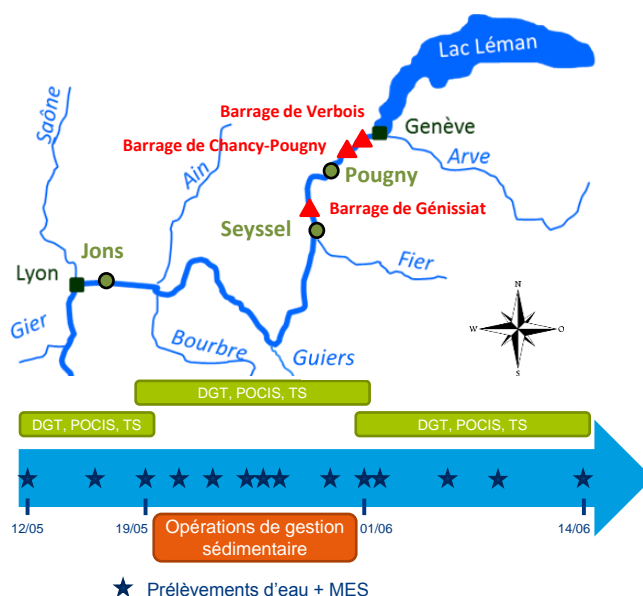 Lac Léman
Saône
Barrage de Verbois
Genève
Barrage de Chancy-Pougny
Ain
Arve
Pougny
Barrage de Génissiat
Seyssel
Jons
Fier
Lyon
Gier
Bourbre
Guiers
N
W
O
S
DGT, POCIS, TS
DGT, POCIS, TS
DGT, POCIS, TS
12/05
19/05
01/06
14/06
Opérations de gestion
sédimentaire
Prélèvements d'eau + MES